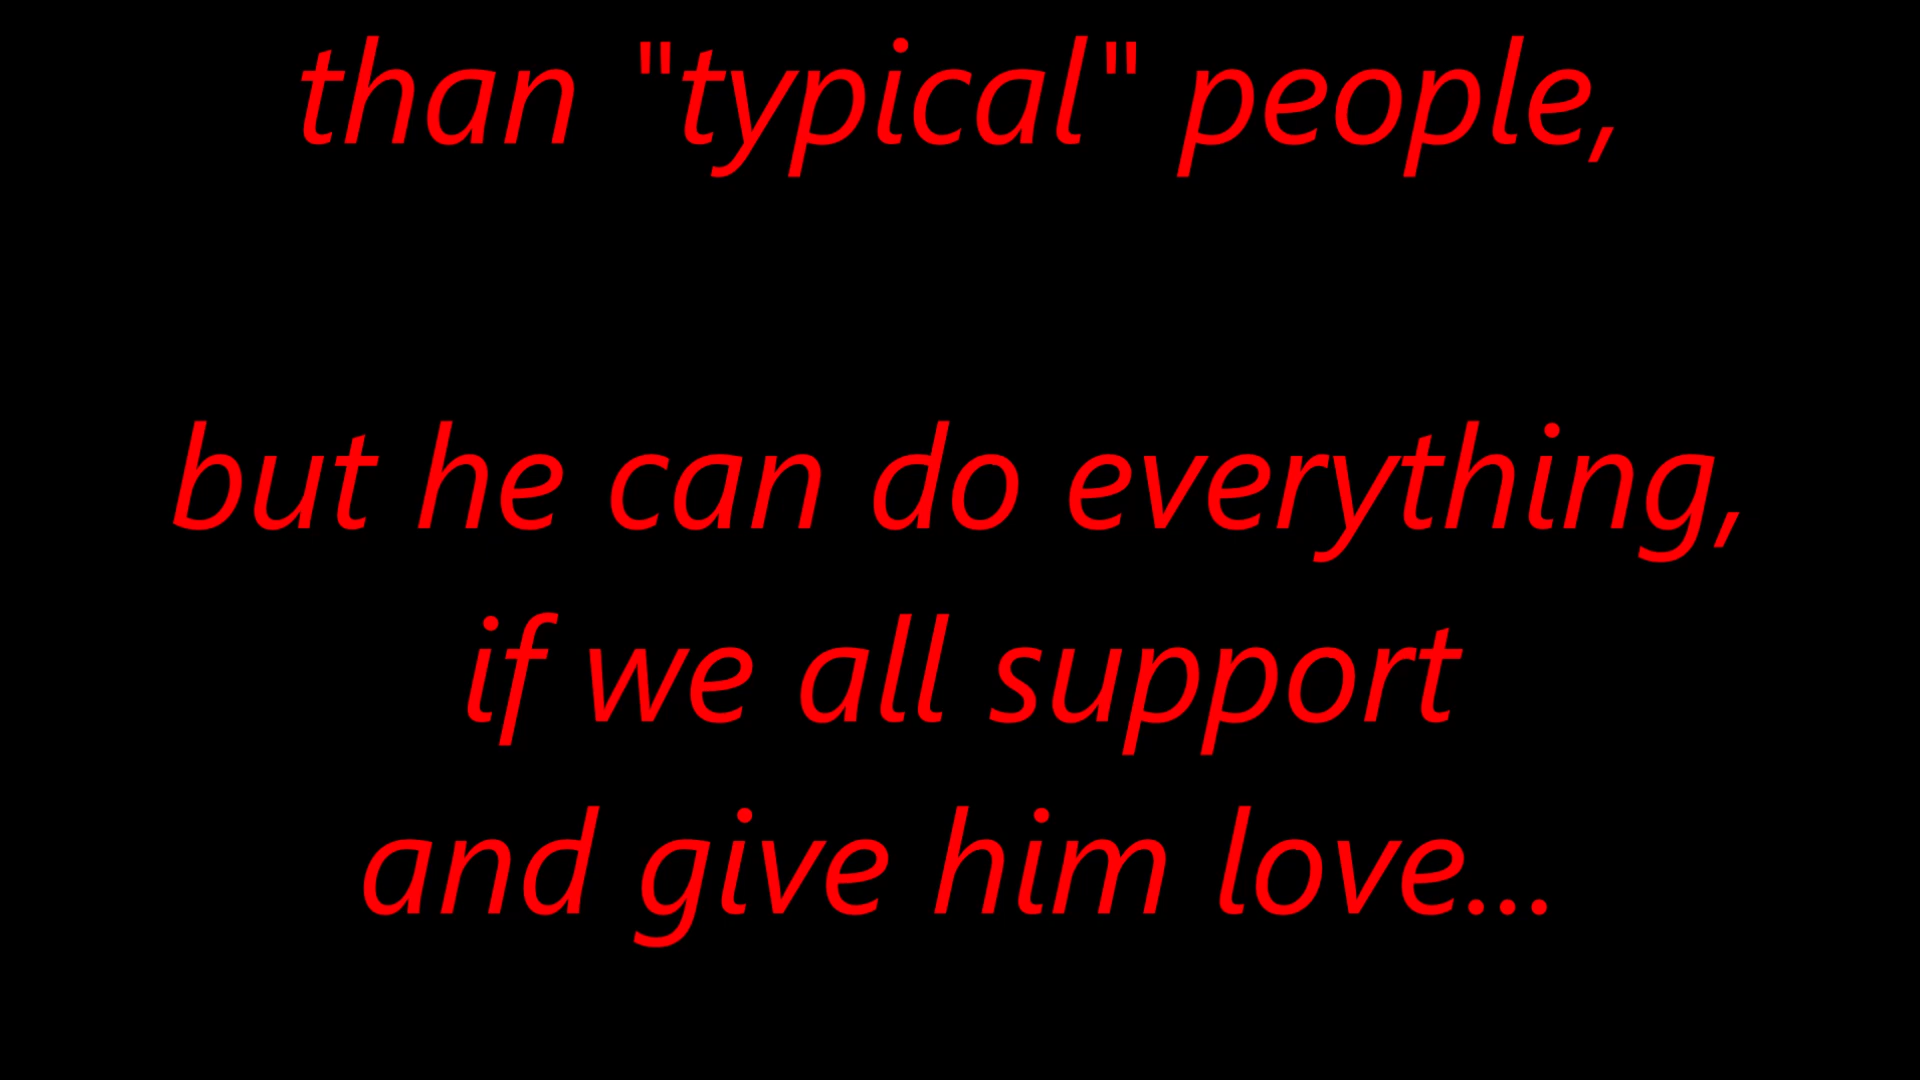 than "typical" people,
but he can do everything,
if we all support
and give him love...